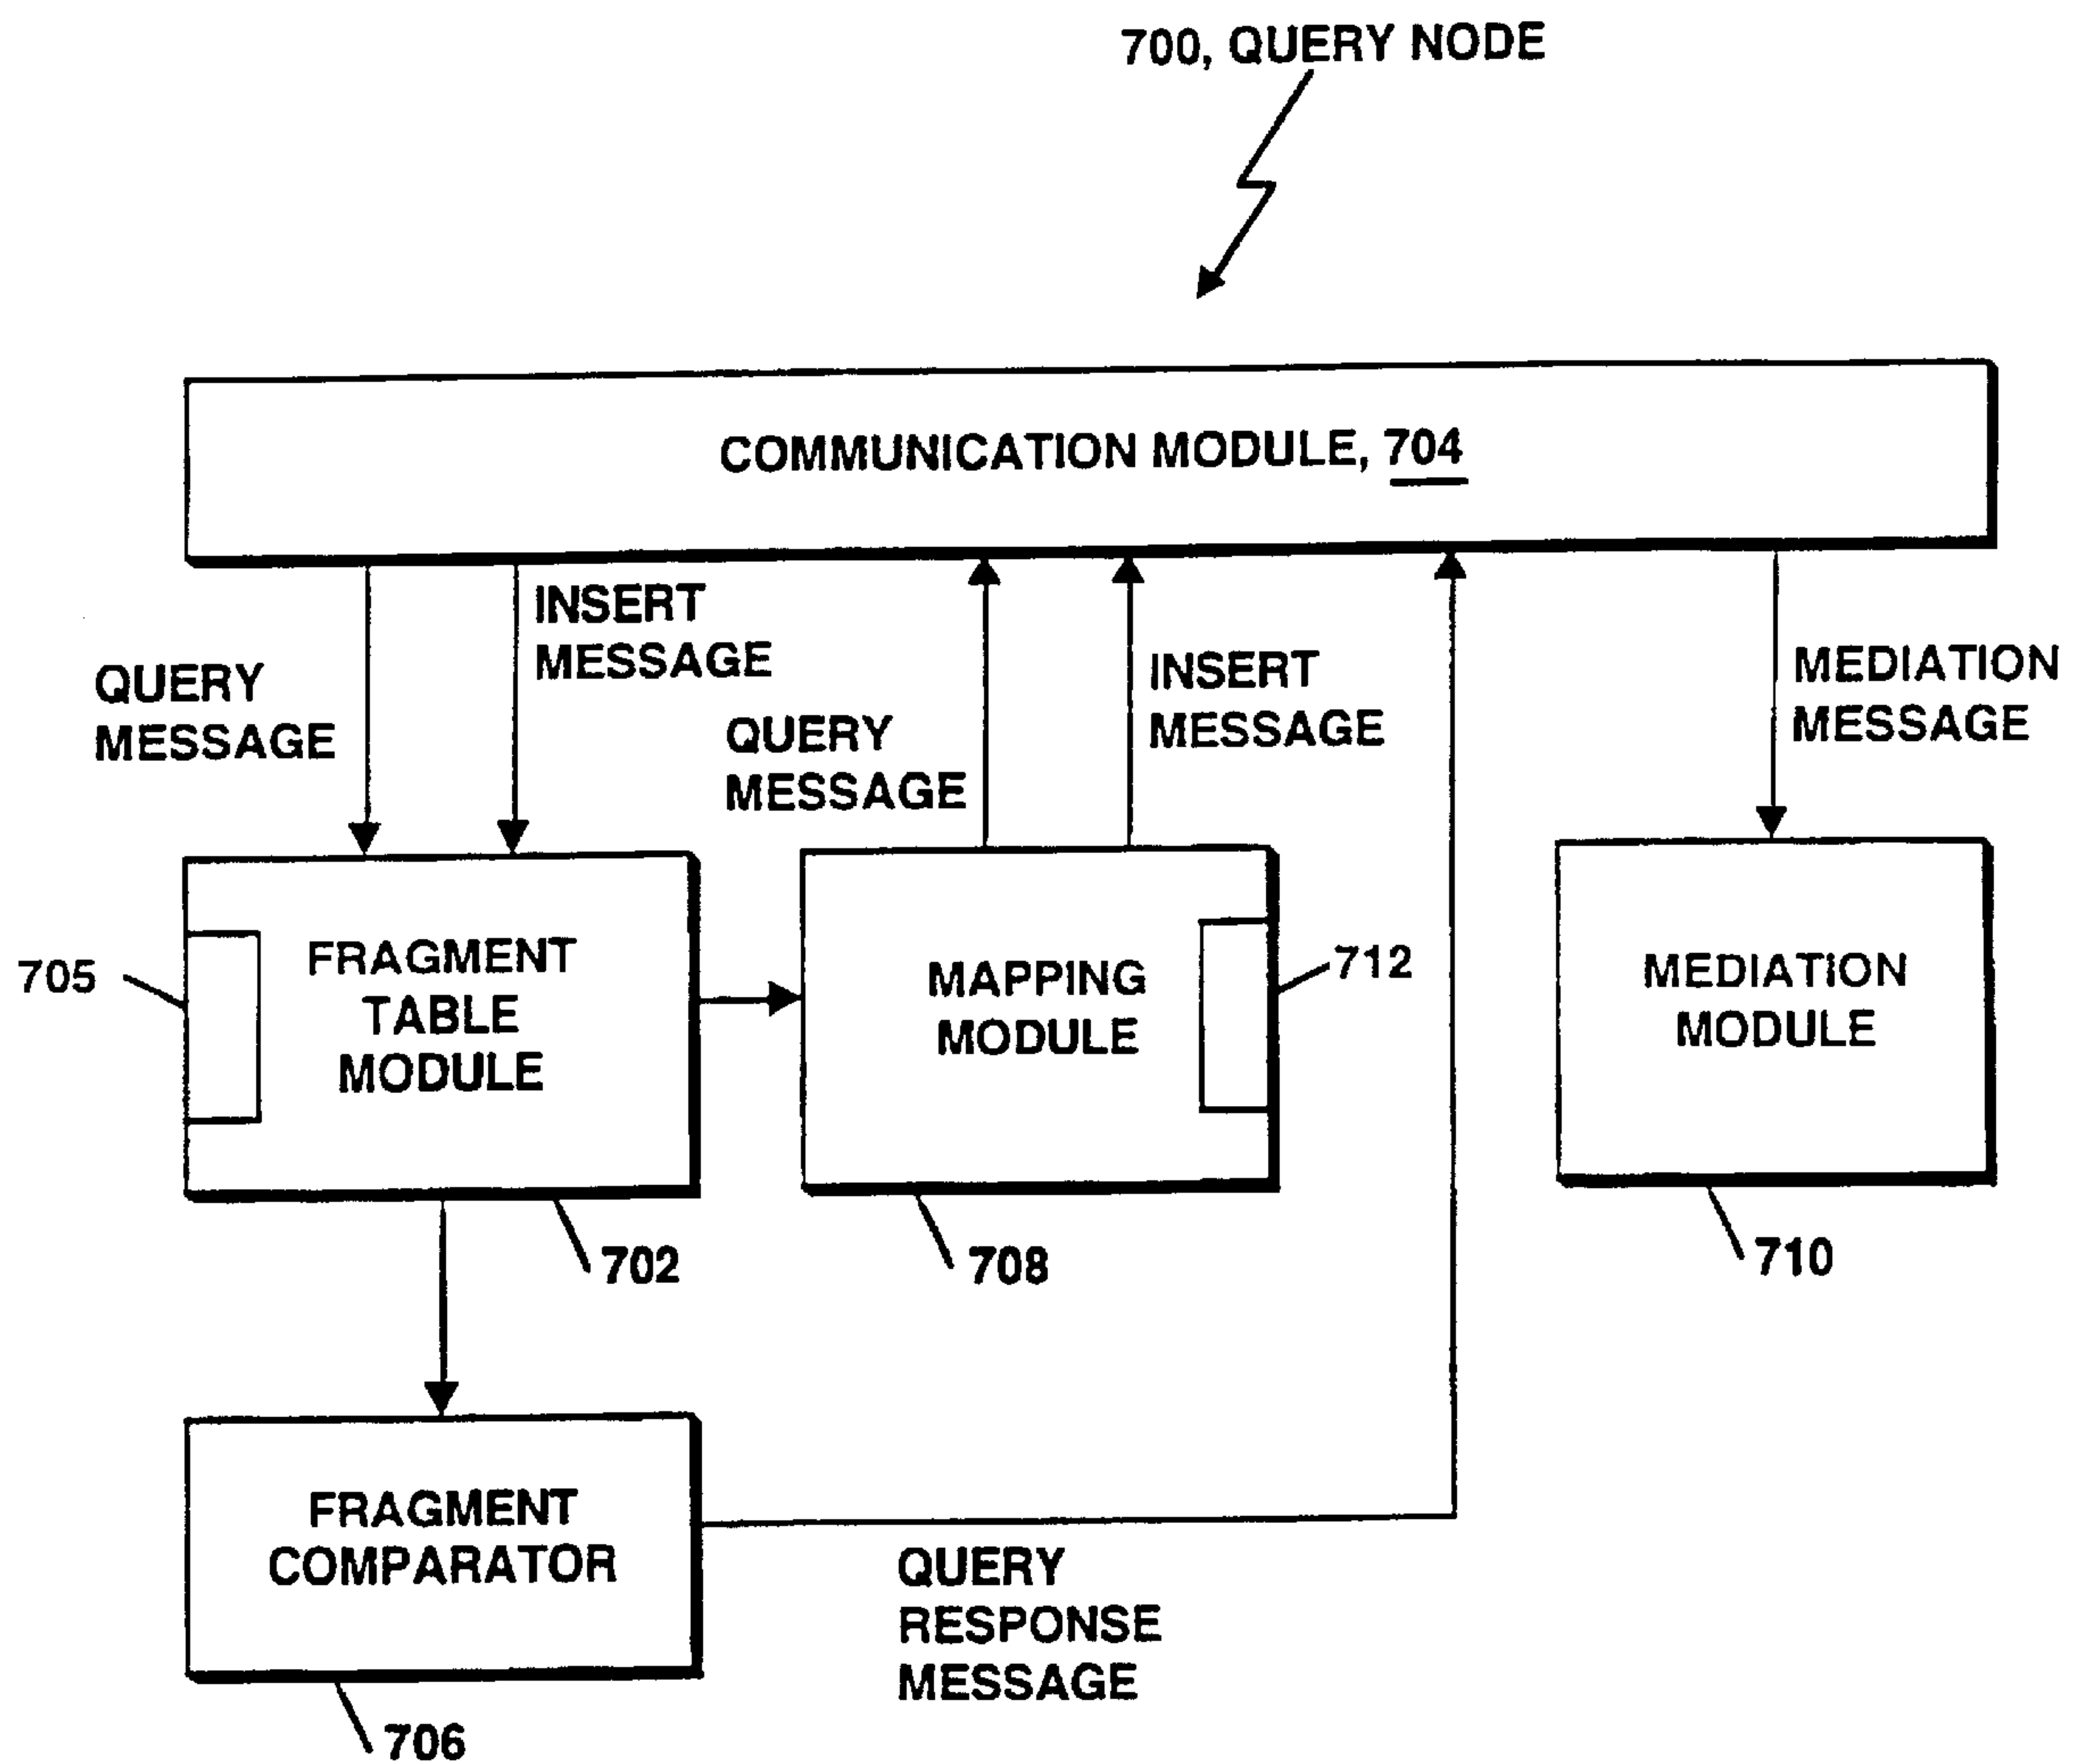 700, QUERY NODE
COMMUNICATION MODULE, 704
INSERT
MESSAGE
QUERY
MESSAGE
QUERY
MESSAGE
INSERT
MESSAGE
MEDIATION
MESSAGE
705
FRAGMENT
TABLE
MODULE
MAPPING
MODULE
712
MEDIATION
MODULE
702
708
710
FRAGMENT
COMPARATOR
QUERY
RESPONSE
MESSAGE
706